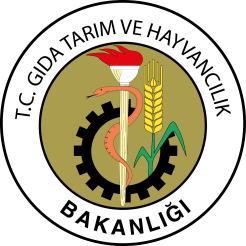 T.C. GIDA TARIM VE HAYVANCILIK
BAKANLIĞI